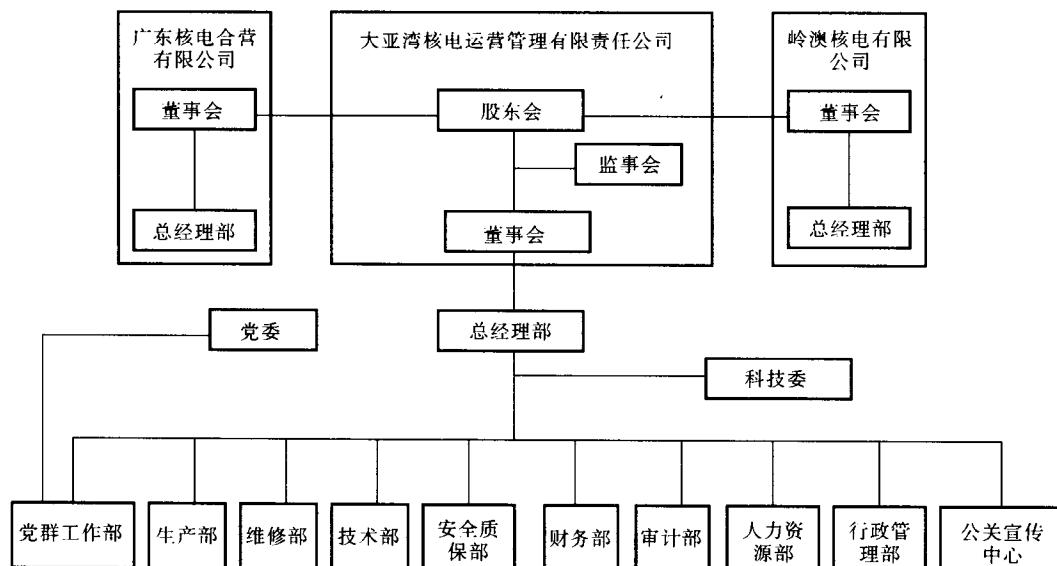 广东核电合营
有限公司
大亚湾核电运营管理有限责任公司
岭澳核电有限
公司
董事会
股东会
董事会
监事会
总经理部
董事会
总经理部
党委
总经理部
科技委
党群工作部
生产部
维修部
技术部
安全质
保部
财务部
审计部
人力资
源部
行政管
理部
公关宣传
中心